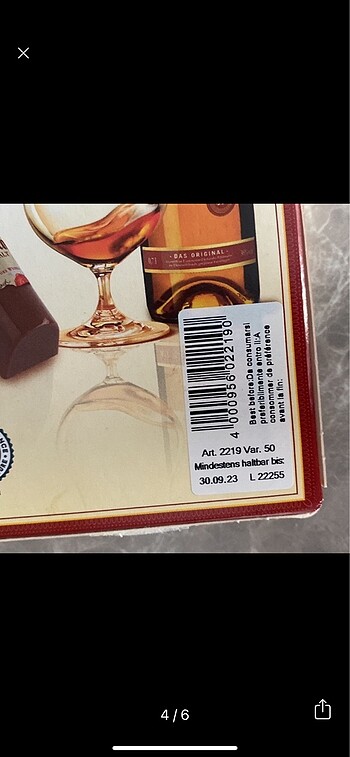 · DAS ORIGINAL ·
4 000956 022190
Best before:Da consumarsi
preferibilmente entro il:A
consommer de préférence
avant la fin:
Art. 2219 Var. 50
Mindestens haltbar bis:
30.09.23 L 22255
4 / 6